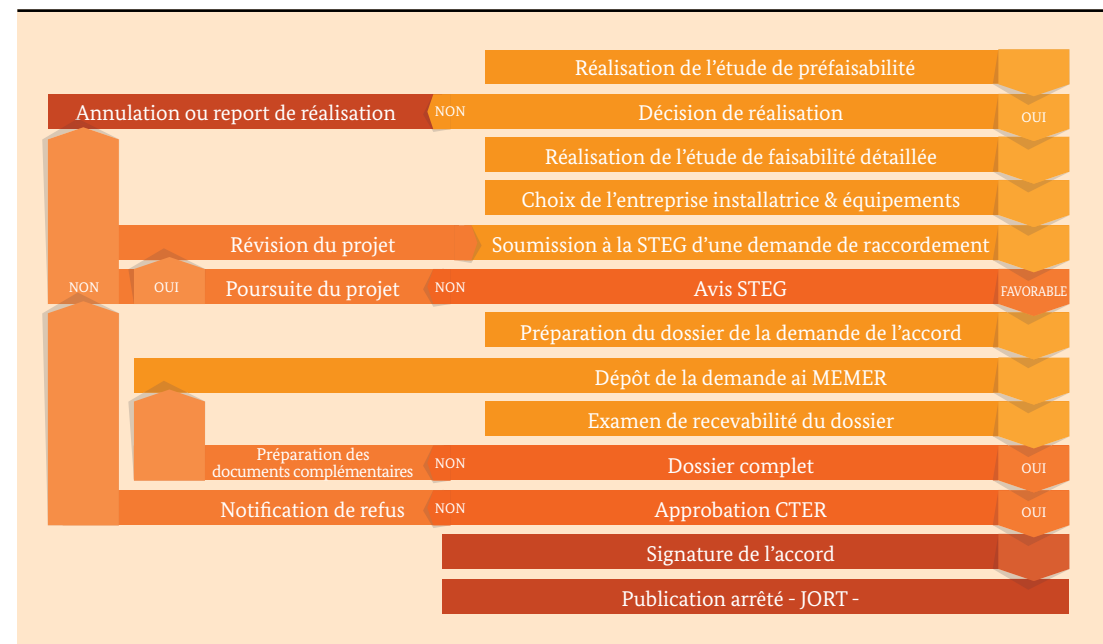 Réalisation de l’étude de préfaisabilité
Annulation ou report de réalisation NON Décision de réalisation OUI
Réalisation de l’étude de faisabilité détaillée
Choix de l’entreprise installatrice & équipements
Révision du projet Soumission à la STEG d’une demande de raccordement
NON OUI Poursuite du projet NON Avis STEG FAVORABLE
Préparation du dossier de la demande de l’accord
Dépôt de la demande ai MEMER
Examen de recevabilité du dossier
Préparation des
documents complémentaires NON Dossier complet OUI
Notification de refus NON Approbation CTER OUI
Signature de l’accord
Publication arrêté - JORT -